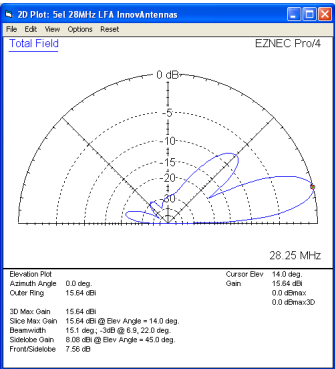 2D Plot: 5el 28MHz LFA InnovAntennas
File Edit View Options Reset
Total Field EZNEC Pro/4
0 dB
-5
-10
-15
-20
-30
28.25 MHz
Elevation Plot Cursor Elev 14.0 deg.
Azimuth Angle 0.0 deg. Gain 15.64 dBi
Outer Ring 15.64 dBi 0.0 dBmax
0.0 dBmax3D
3D Max Gain 15.64 dBi
Slice Max Gain 15.64 dBi @ Elev Angle = 14.0 deg.
Beamwidth 15.1 deg.; -3dB @ 6.9, 22.0 deg.
Sidelobe Gain 8.08 dBi @ Elev Angle = 45.0 deg.
Front/Sidelobe 7.56 dB